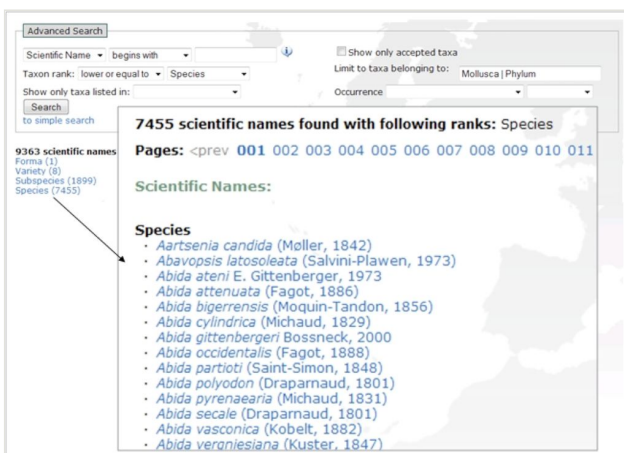 Advanced Search
Scientific Name begins with
Show only accepted taxa
Taxon rank: lower or equal to Species
Limit to taxa belonging to: Mollusca | Phylum
Show only taxa listed in:
Occurrence
Search
to simple search
9363 scientific names
Forma (1)
Variety (8)
Subspecies (1899)
Species (7455)
7455 scientific names found with following ranks: Species
Pages: <prev 001 002 003 004 005 006 007 008 009 010 011
Scientific Names:
Species
· Aartsenia candida (Møller, 1842)
· Abavopsis latosoleata (Salvini-Plawen, 1973)
· Abida ateni E. Gittenberger, 1973
· Abida attenuata (Fagot, 1886)
· Abida bigerrensis (Moquin-Tandon, 1856)
· Abida cylindrica (Michaud, 1829)
· Abida gittenbergeri Bossneck, 2000
· Abida occidentalis (Fagot, 1888)
· Abida partioti (Saint-Simon, 1848)
· Abida polyodon (Draparnaud, 1801)
· Abida pyrenaearia (Michaud, 1831)
· Abida secale (Draparnaud, 1801)
· Abida vasconica (Kobelt, 1882)
· Abida vergniesiana (Kuster, 1847)